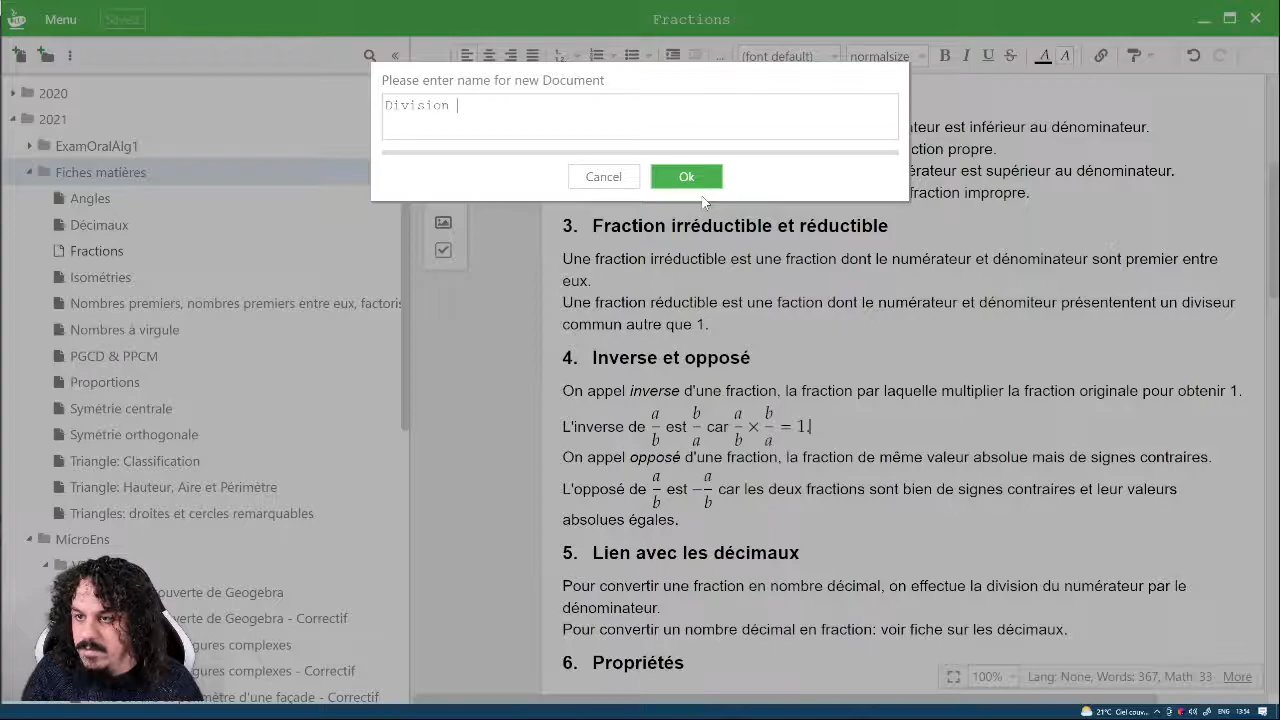 Menu
Saved
Fractions
(font default)
normalsize
Please enter name for new Document
Division
Cancel
Ok
2020
2021
ExamOralAlg1
Fiches matières
Angles
Décimaux
Fractions
Isométries
Nombres premiers, nombres premiers entre eux, factoris
Nombres à virgule
PGCD & PPCM
Proportions
Symétrie centrale
Symétrie orthogonale
Triangle: Classification
Triangle: Hauteur, Aire et Périmètre
Triangles: droites et cercles remarquables
MicroEns
ouverte de Geogebra
verte de Geogebra - Correctif
gures complexes
gures complexes - Correctif
rimètre d'une façade - Correctif
teur est inférieur au dénominateur.
ction propre.
érateur est supérieur au dénominateur.
fraction impropre.
3. Fraction irréductible et réductible
Une fraction irréductible est une fraction dont le numérateur et dénominateur sont premier entre
eux.
Une fraction réductible est une faction dont le numérateur et dénomiteur présententent un diviseur
commun autre que 1.
4. Inverse et opposé
On appel inverse d'une fraction, la fraction par laquelle multiplier la fraction originale pour obtenir 1.
L'inverse de a/b est b/a car a/b × b/a = 1.
On appel opposé d'une fraction, la fraction de même valeur absolue mais de signes contraires.
L'opposé de a/b est −a/b car les deux fractions sont bien de signes contraires et leur valeurs
absolues égales.
5. Lien avec les décimaux
Pour convertir une fraction en nombre décimal, on effectue la division du numérateur par le
dénominateur.
Pour convertir un nombre décimal en fraction: voir fiche sur les décimaux.
6. Propriétés
100%
Lang: None, Words: 367, Math: 33
More
21°C Ciel couv...
ENG
13:54